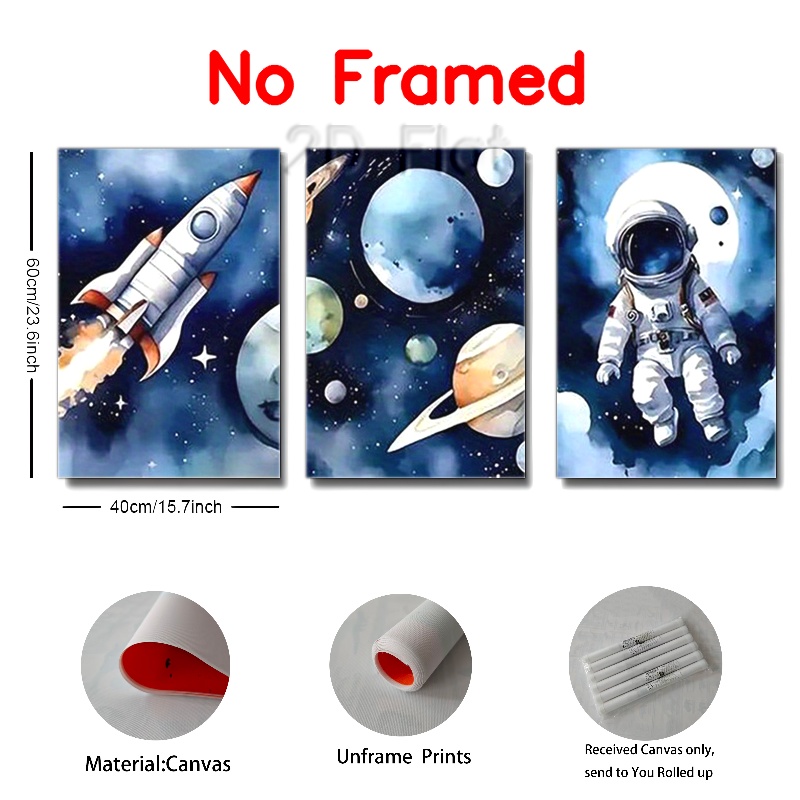 No Framed
2D Flat
60cm/23.6inch
40cm/15.7inch
Material:Canvas
Unframe Prints
Received Canvas only,
send to You Rolled up